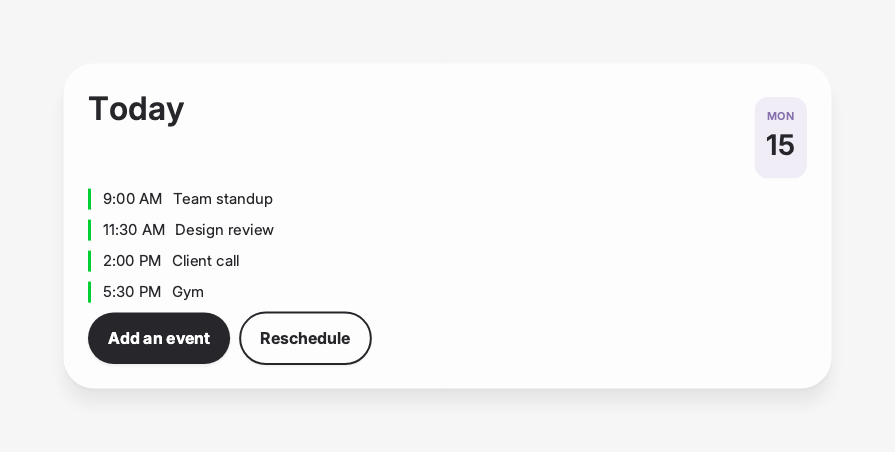 Today
MON
15
9:00 AM Team standup
11:30 AM Design review
2:00 PM Client call
5:30 PM Gym
Add an event
Reschedule